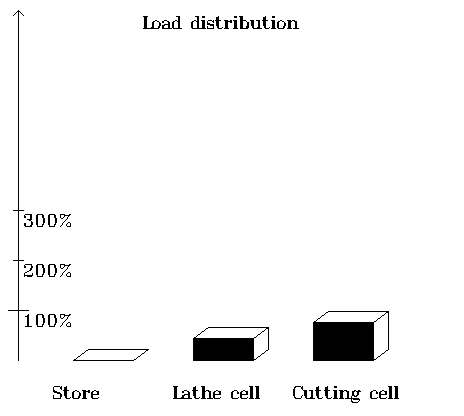 Load distribution
300%
200%
100%
Store Lathe cell Cutting cell